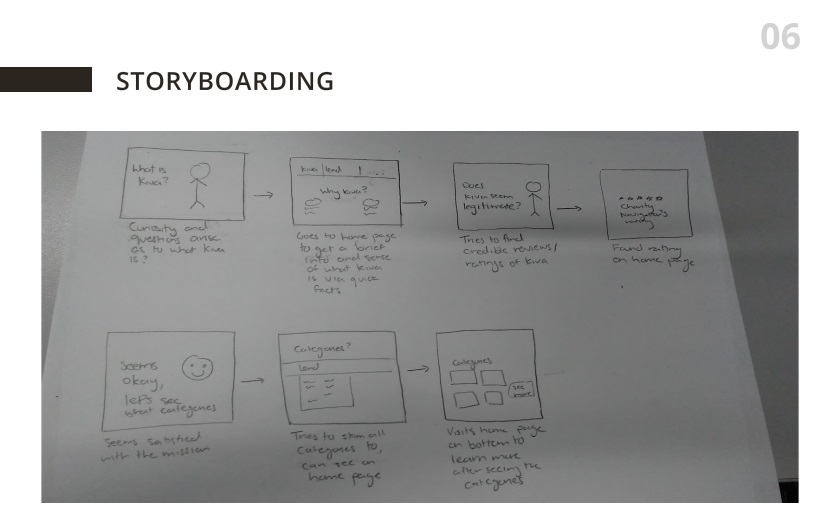 06
STORYBOARDING
What is
Kiva?
Curiosity and
questions arise
as to what Kiva
is?
Kiva | lend
Why Kiva?
Goes to home page
to get a brief
info and sense
of what Kiva
is via quick
facts
Does
Kiva seem
legitimate?
Tries to find
credible reviews/
ratings of Kiva
Charity
Navigator's
rating
Found rating
on home page
Seems
okay,
let's see
what categories
Seems satisfied
with the mission
Categories?
Lend
Tries to skim all
categories to,
can see on
home page
Categories
see
more
Visits home page
on bottom to
learn more
after seeing the
categories